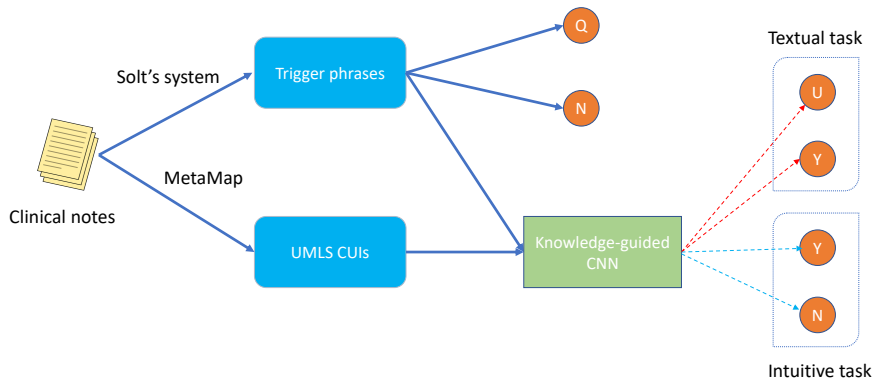 Q
Textual task
Solt's system
Trigger phrases
U
N
Y
MetaMap
Clinical notes
UMLS CUIs
Knowledge-guided
CNN
Y
N
Intuitive task